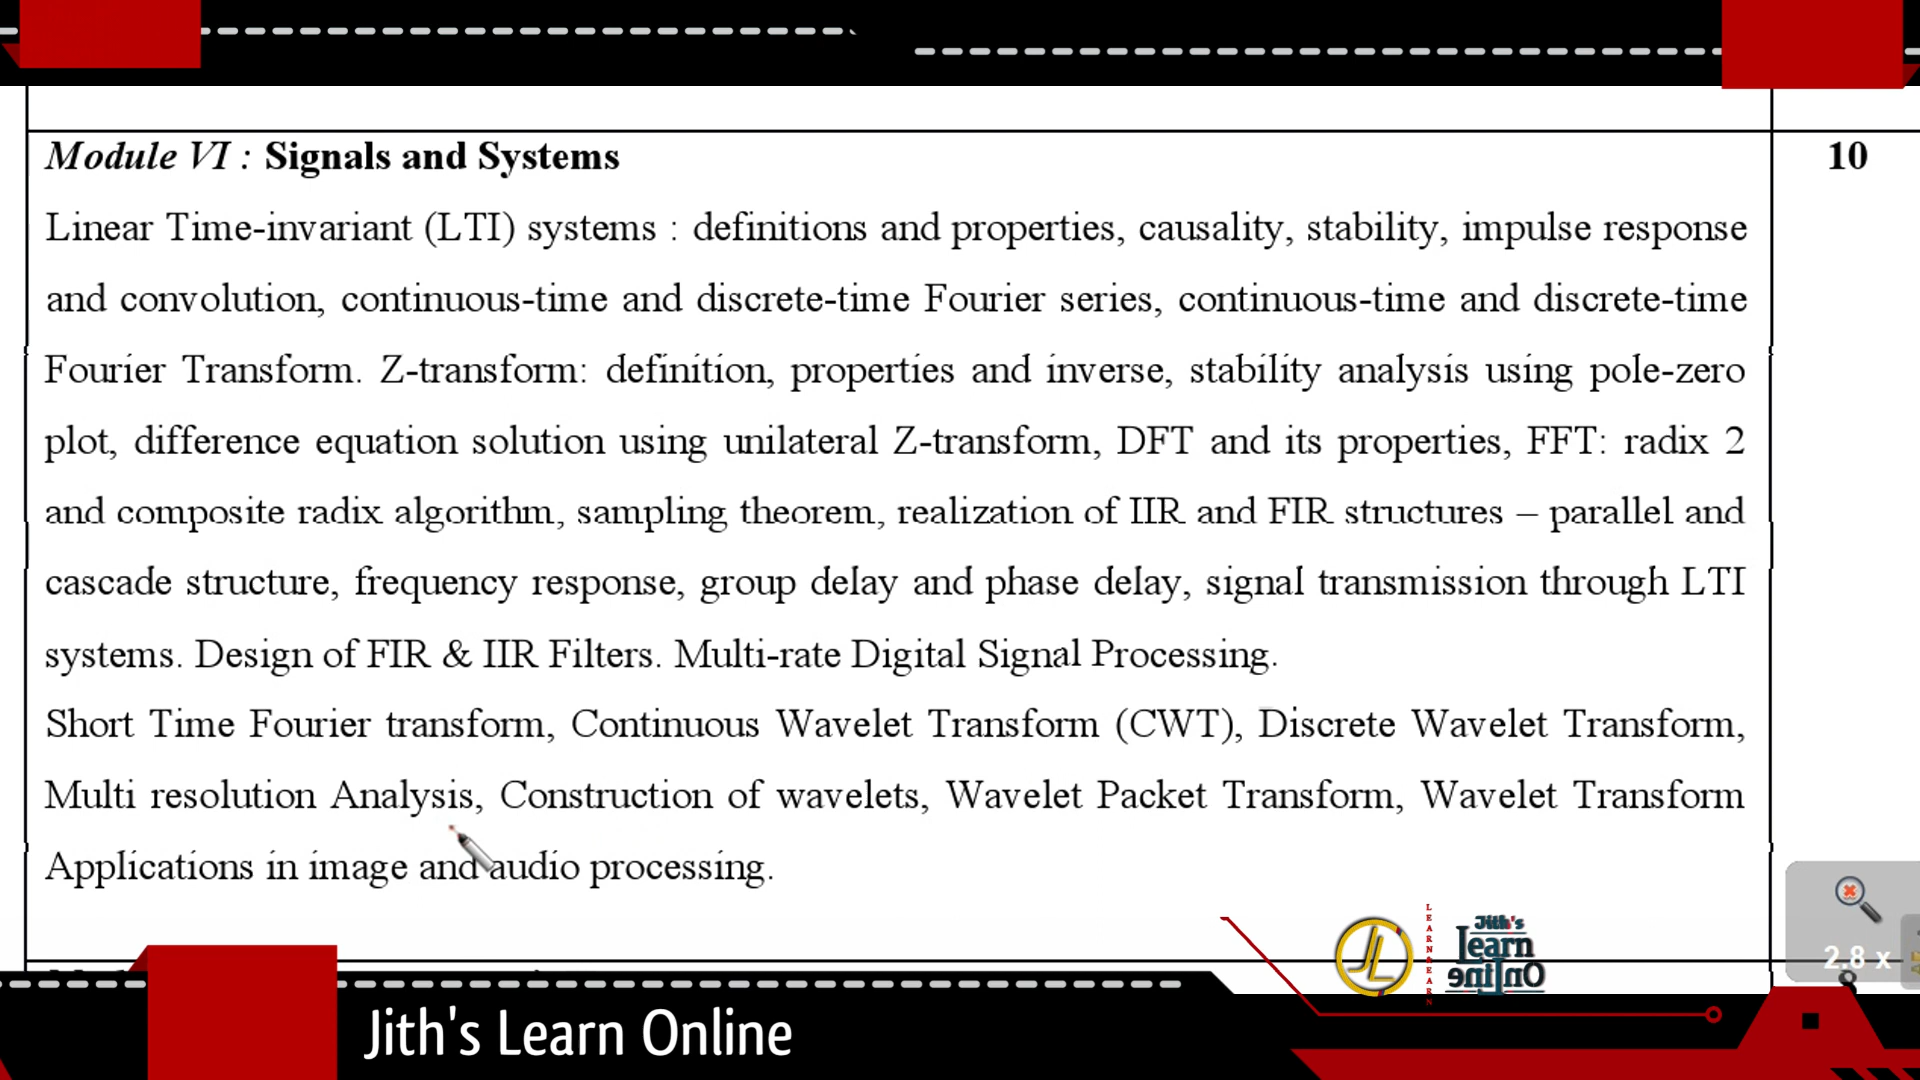 Module VI : Signals and Systems
10
Linear Time-invariant (LTI) systems : definitions and properties, causality, stability, impulse response
and convolution, continuous-time and discrete-time Fourier series, continuous-time and discrete-time
Fourier Transform. Z-transform: definition, properties and inverse, stability analysis using pole-zero
plot, difference equation solution using unilateral Z-transform, DFT and its properties, FFT: radix 2
and composite radix algorithm, sampling theorem, realization of IIR and FIR structures – parallel and
cascade structure, frequency response, group delay and phase delay, signal transmission through LTI
systems. Design of FIR & IIR Filters. Multi-rate Digital Signal Processing.
Short Time Fourier transform, Continuous Wavelet Transform (CWT), Discrete Wavelet Transform,
Multi resolution Analysis, Construction of wavelets, Wavelet Packet Transform, Wavelet Transform
Applications in image and audio processing.
JL
Jith's
Learn
Online
2.8 x
8
Jith's Learn Online